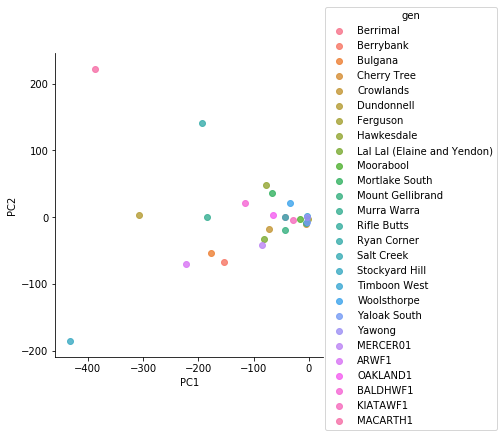 gen
Berrimal
Berrybank
Bulgana
Cherry Tree
Crowlands
Dundonnell
Ferguson
Hawkesdale
Lal Lal (Elaine and Yendon)
Moorabool
Mortlake South
Mount Gellibrand
Murra Warra
Rifle Butts
Ryan Corner
Salt Creek
Stockyard Hill
Timboon West
Woolsthorpe
Yaloak South
Yawong
MERCER01
ARWF1
OAKLAND1
BALDHWF1
KIATAWF1
MACARTH1
200
100
0
−100
−200
PC2
−400
−300
−200
−100
0
PC1